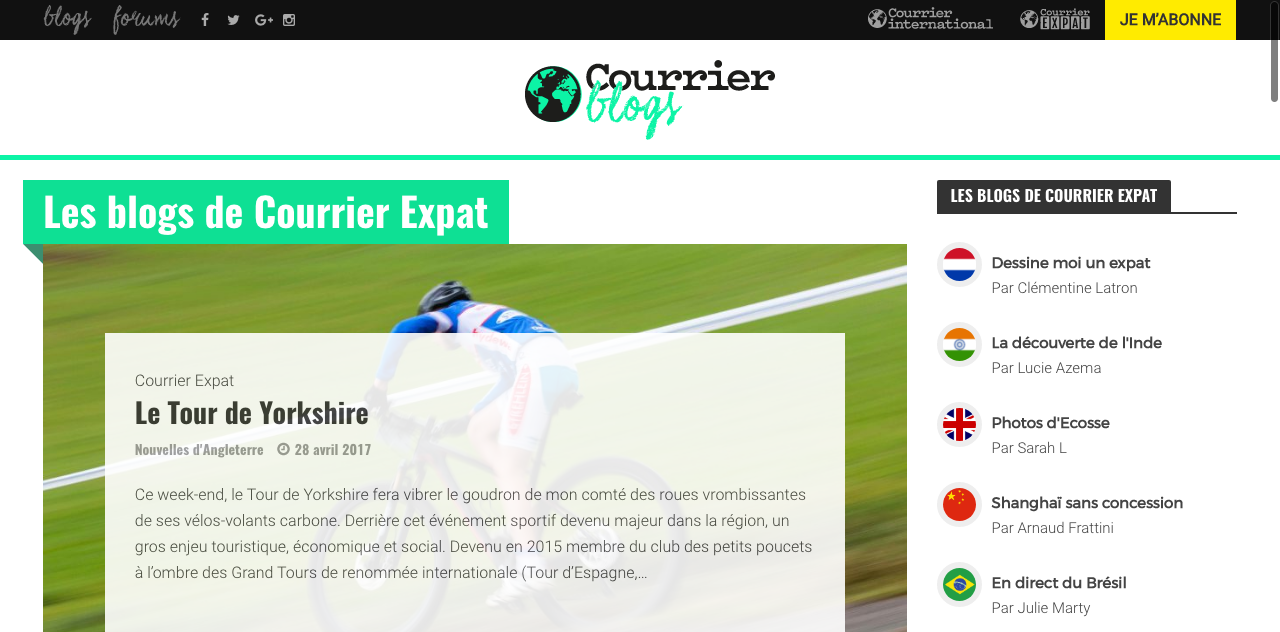 blogs forums
Courrier international
Courrier EXPAT
JE M'ABONNE
Courrier
blogs
Les blogs de Courrier Expat
Courrier Expat
Le Tour de Yorkshire
Nouvelles d'Angleterre 28 avril 2017
Ce week-end, le Tour de Yorkshire fera vibrer le goudron de mon comté des roues vrombissantes
de ses vélos-volants carbone. Derrière cet événement sportif devenu majeur dans la région, un
gros enjeu touristique, économique et social. Devenu en 2015 membre du club des petits poucets
à l’ombre des Grand Tours de renommée internationale (Tour d’Espagne,...
LES BLOGS DE COURRIER EXPAT
Dessine moi un expat
Par Clémentine Latron
La découverte de l'Inde
Par Lucie Azema
Photos d'Ecosse
Par Sarah L
Shanghaï sans concession
Par Arnaud Frattini
En direct du Brésil
Par Julie Marty